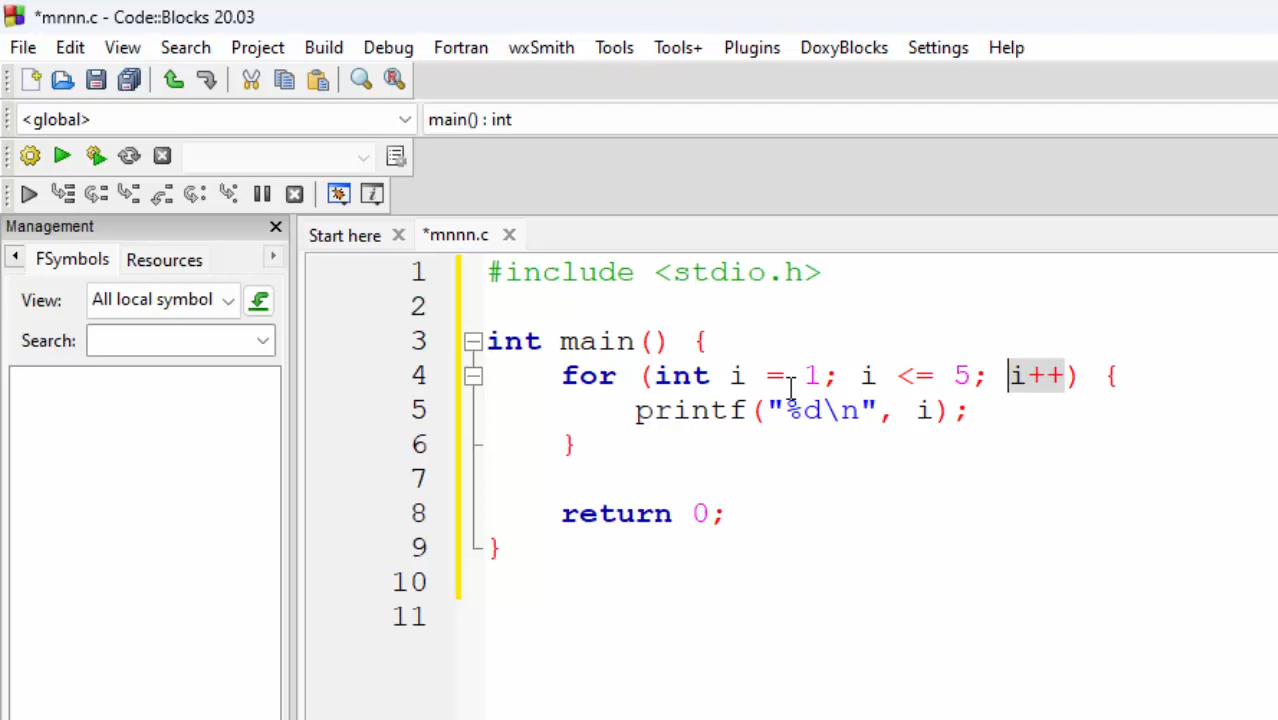 *mnnn.c - Code::Blocks 20.03
File Edit View Search Project Build Debug Fortran wxSmith Tools Tools+ Plugins DoxyBlocks Settings Help
<global> main() : int
Management
Start here *mnnn.c
FSymbols Resources
View: All local symbol
Search:
1 #include <stdio.h>
2
3 int main() {
4 for (int i = 1; i <= 5; i++) {
5 printf("%d\n", i);
6 }
7
8 return 0;
9 }
10
11